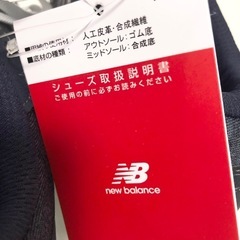 人工皮革・合成繊維
●底材の種類： アウトソール：ゴム底
ミッドソール：合成底
シューズ取扱説明書
ご使用の前に必ずお読みください
NB
new balance